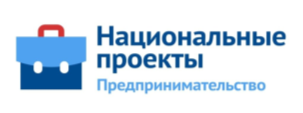 Национальные
проекты
Предпринимательство